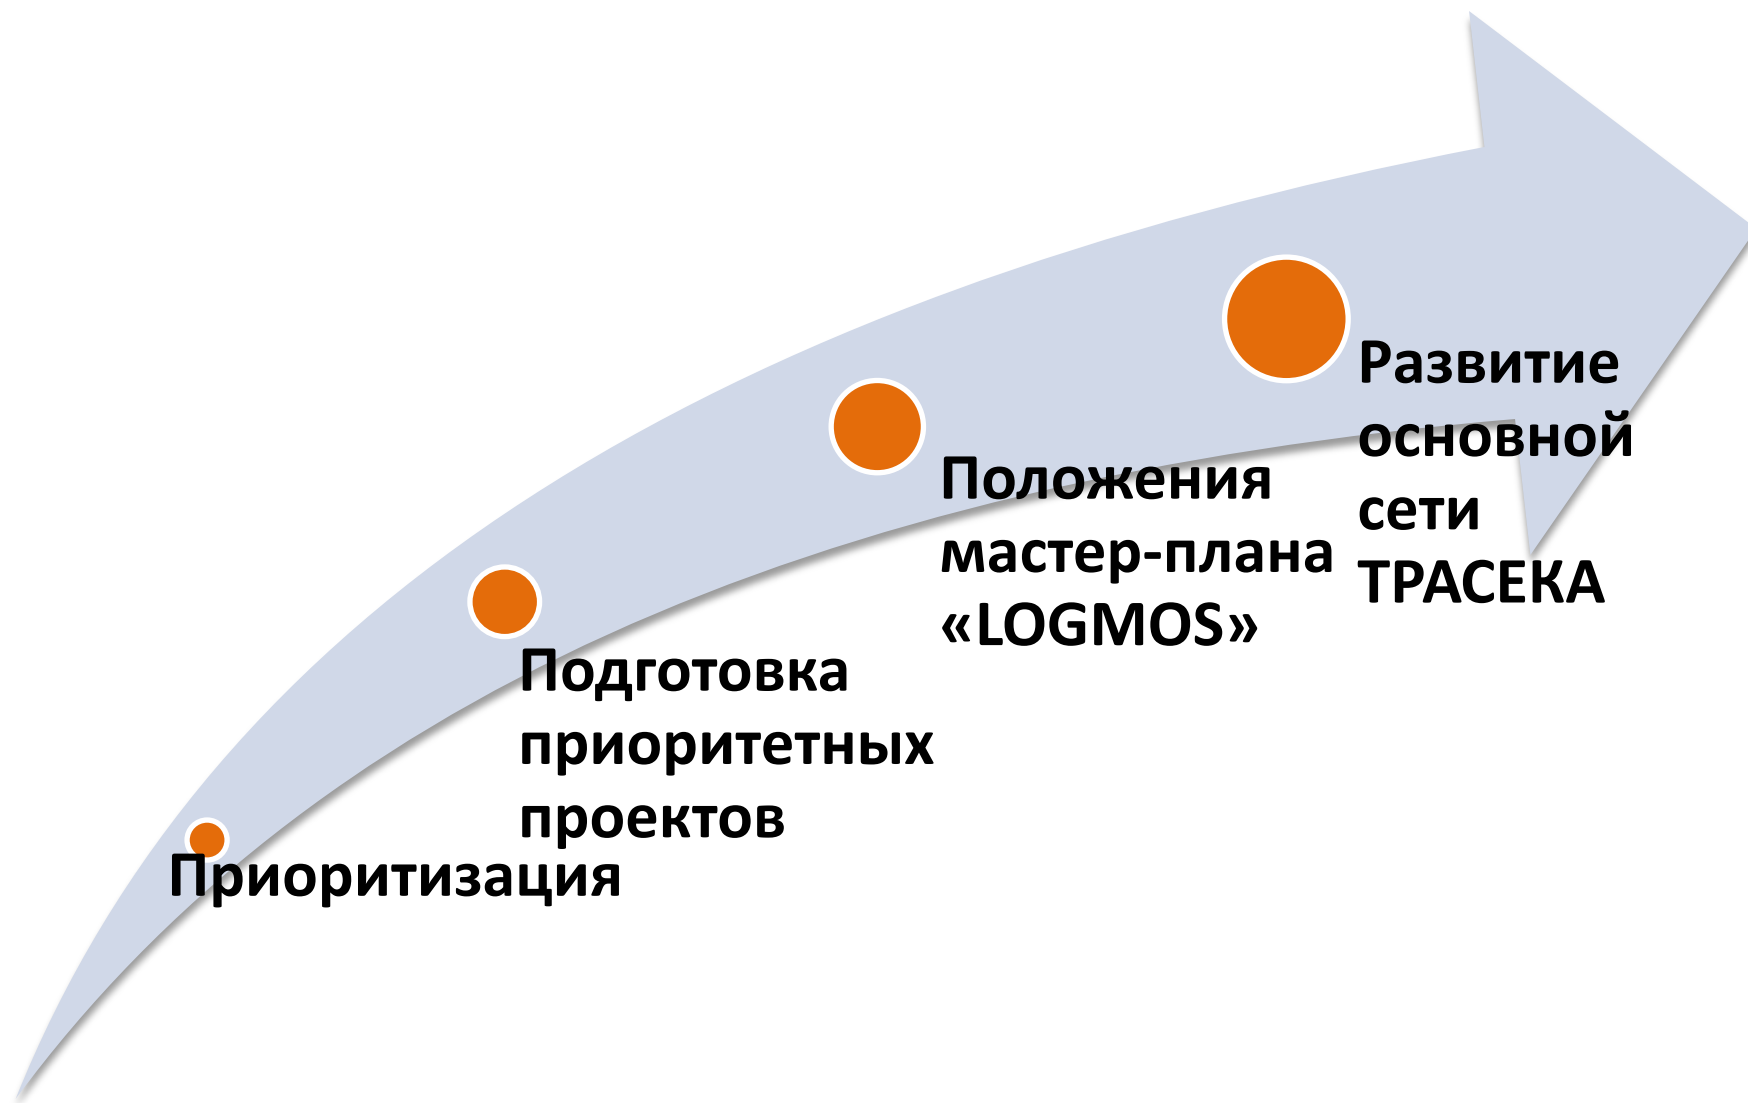 Приоритизация
Подготовка
приоритетных
проектов
Положения
мастер-плана
«LOGMOS»
Развитие
основной
сети
ТРАСЕКА